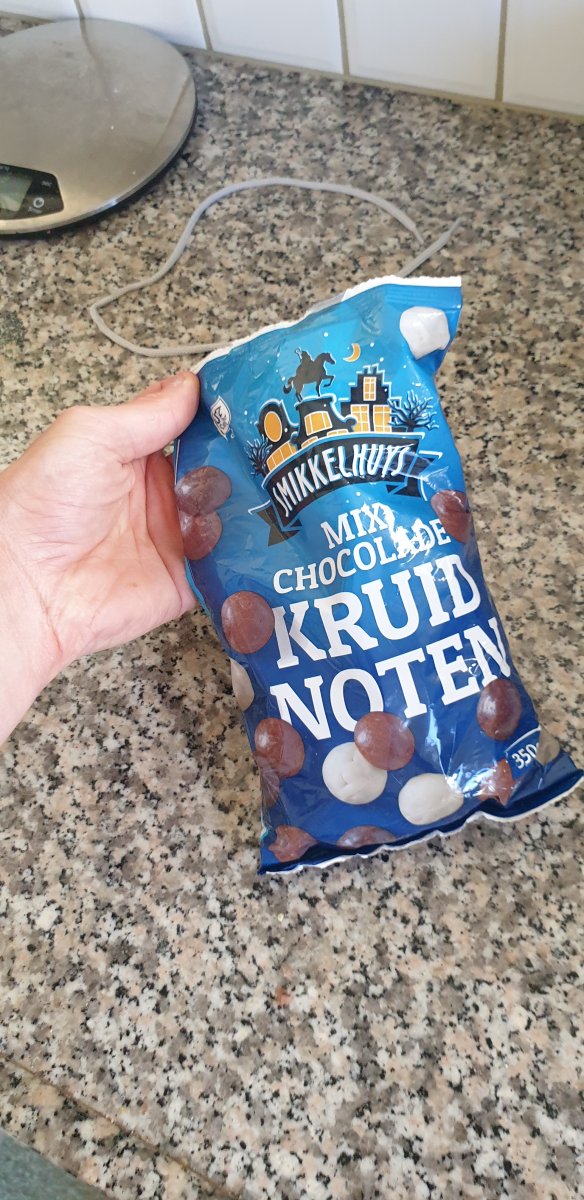 SMIKKELHUYS
MIX
CHOCOLADE
KRUID
NOTEN
350